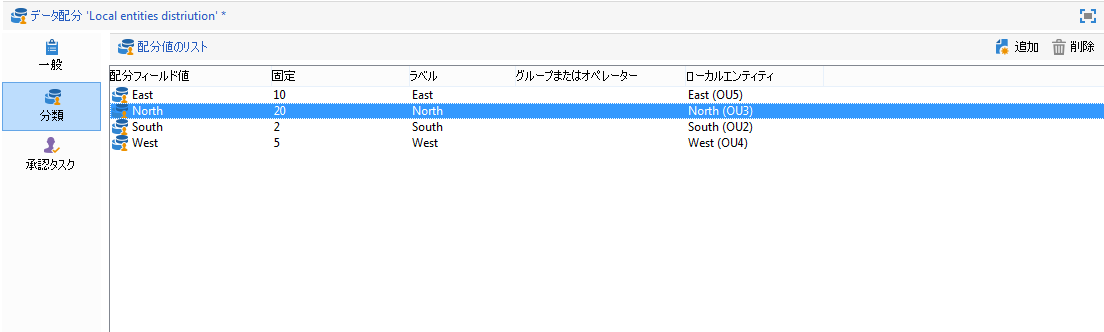 データ配分 'Local entities distriution' *
一般
分類
承認タスク
配分値のリスト
追加 削除
配分フィールド値 固定 ラベル グループまたはオペレーター ローカルエンティティ
East 10 East East (OU5)
North 20 North North (OU3)
South 2 South South (OU2)
West 5 West West (OU4)